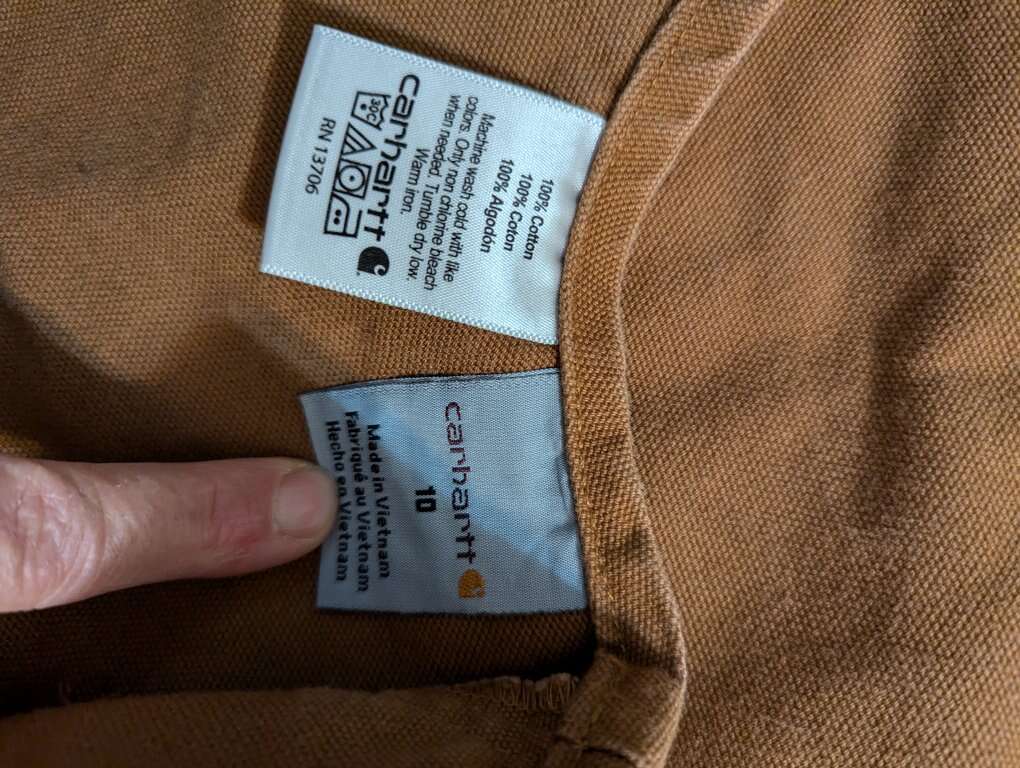 100% Cotton
100% Coton
100% Algodón
Machine wash cold with like
colors. Only non chlorine bleach
when needed. Tumble dry low.
Warm iron.
carhartt
30C
RN 13706
carhartt
10
Made in Vietnam
Fabriqué au Vietnam
Hecho en Vietnam